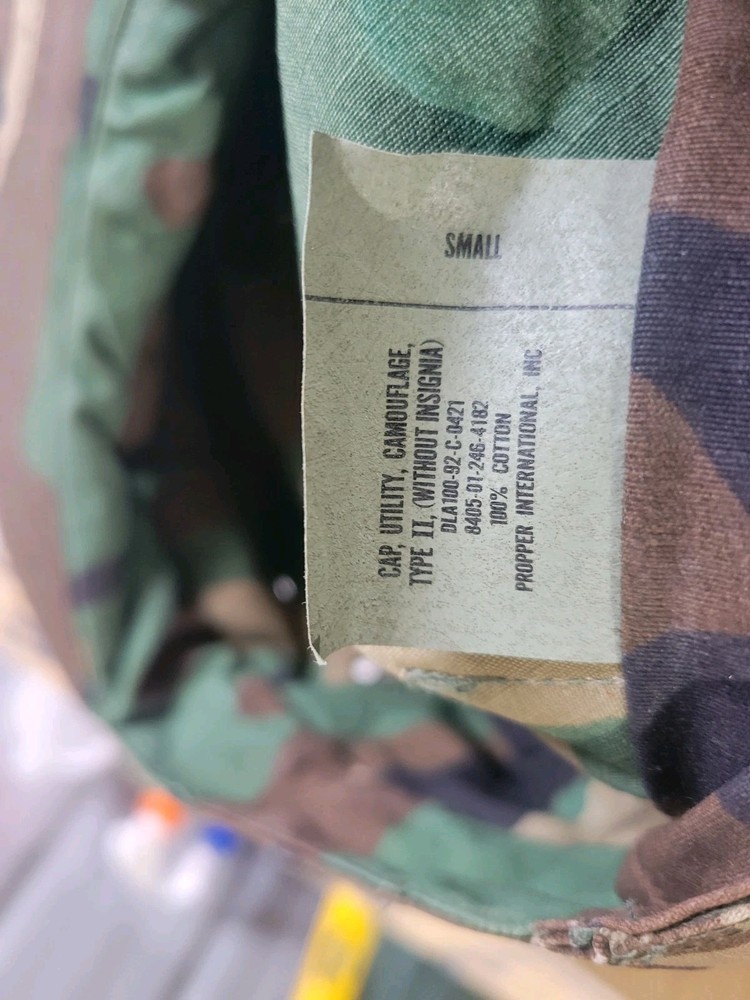 SMALL
CAP, UTILITY, CAMOUFLAGE,
TYPE II, (WITHOUT INSIGNIA)
DLA100-92-C-0421
8405-01-246-4182
100% COTTON
PROPPER INTERNATIONAL, INC